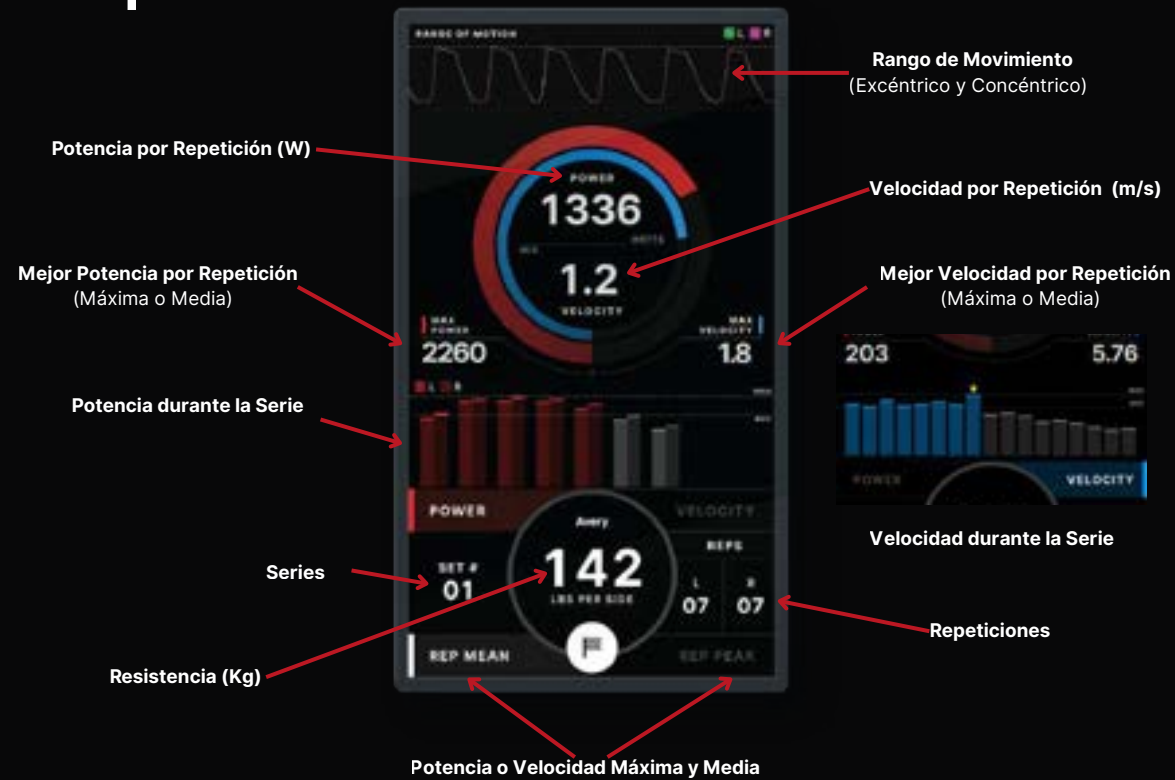 RANGE OF MOTION
L R
Rango de Movimiento
(Excéntrico y Concéntrico)
Potencia por Repetición (W)
POWER
1336
WATTS
Velocidad por Repetición (m/s)
1.2
VELOCITY
Mejor Potencia por Repetición
(Máxima o Media)
Mejor Velocidad por Repetición
(Máxima o Media)
MAX
POWER
2260
MAX
VELOCITY
1.8
203
5.76
L R
Potencia durante la Serie
POWER
VELOCITY
POWER
VELOCITY
Velocidad durante la Serie
Avery
142
LBS PER SIDE
Series
SET #
01
REPS
L R
07 07
Repeticiones
Resistencia (Kg)
REP MEAN
REP PEAK
Potencia o Velocidad Máxima y Media